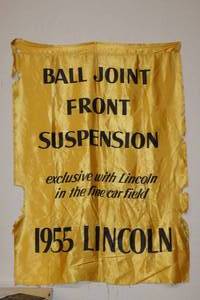 BALL JOINT
FRONT
SUSPENSION
exclusive with Lincoln
in the fine car field
1955 LINCOLN